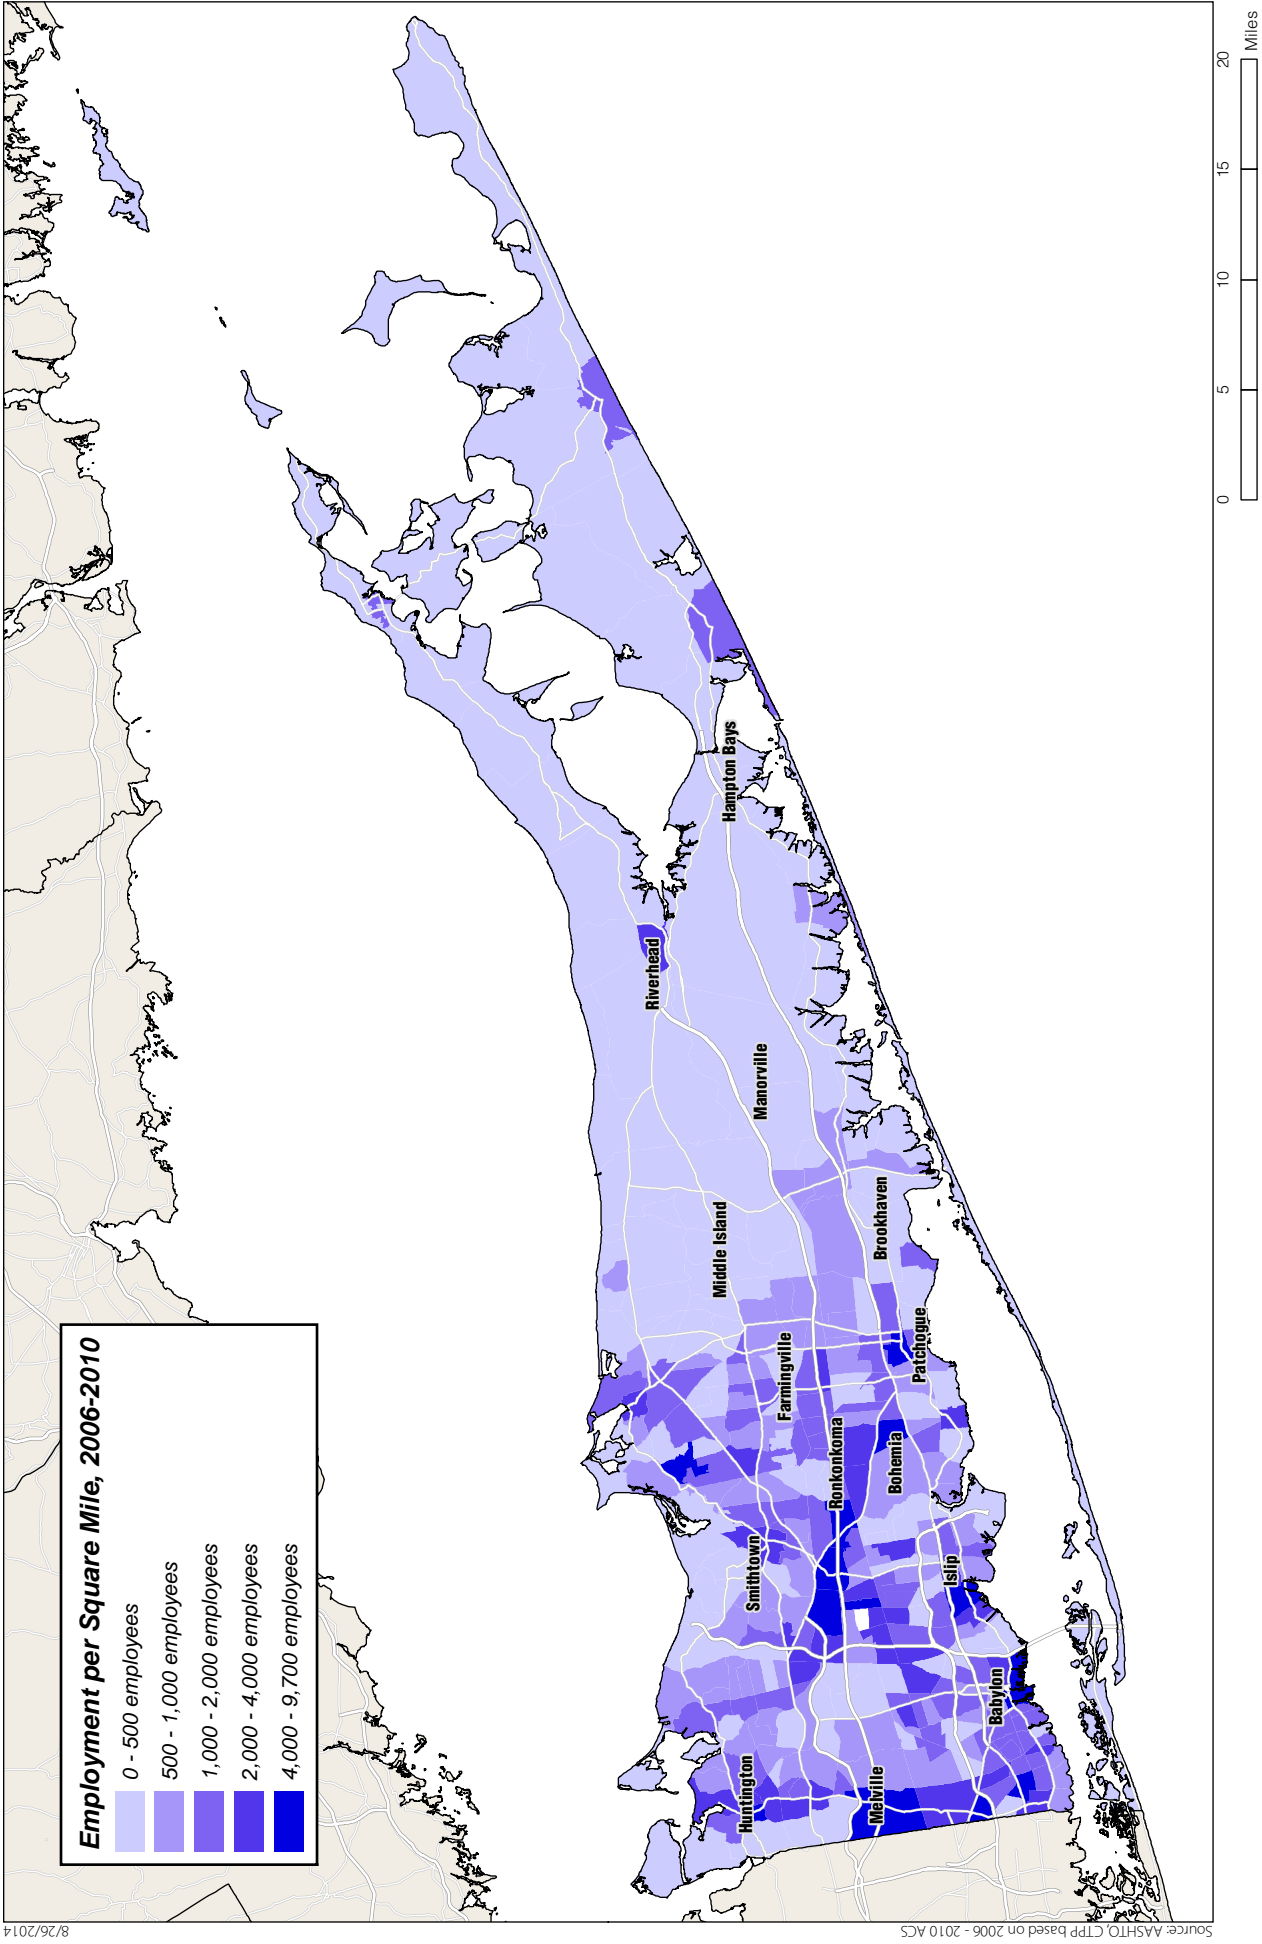 Employment per Square Mile, 2006-2010
0 - 500 employees
500 - 1,000 employees
1,000 - 2,000 employees
2,000 - 4,000 employees
4,000 - 9,700 employees
Huntington
Melville
Babylon
Smithtown
Islip
Ronkonkoma
Bohemia
Farmingville
Patchogue
Middle Island
Brookhaven
Manorville
Riverhead
Hampton Bays
0 5 10 15 20
Miles
8/26/2014
Source: AASHTO, CTPP based on 2006 - 2010 ACS